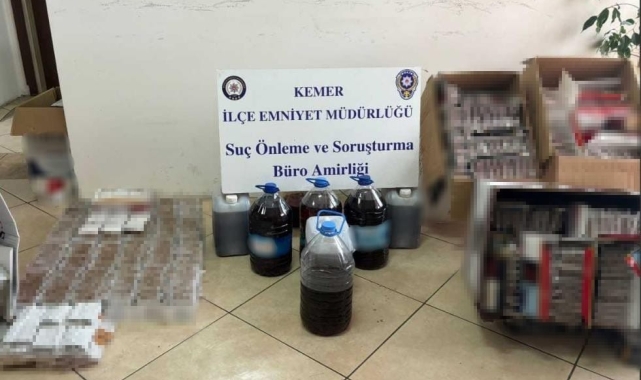 KEMER
İLÇE EMNİYET MÜDÜRLÜĞÜ
Suç Önleme ve Soruşturma
Büro Amirliği